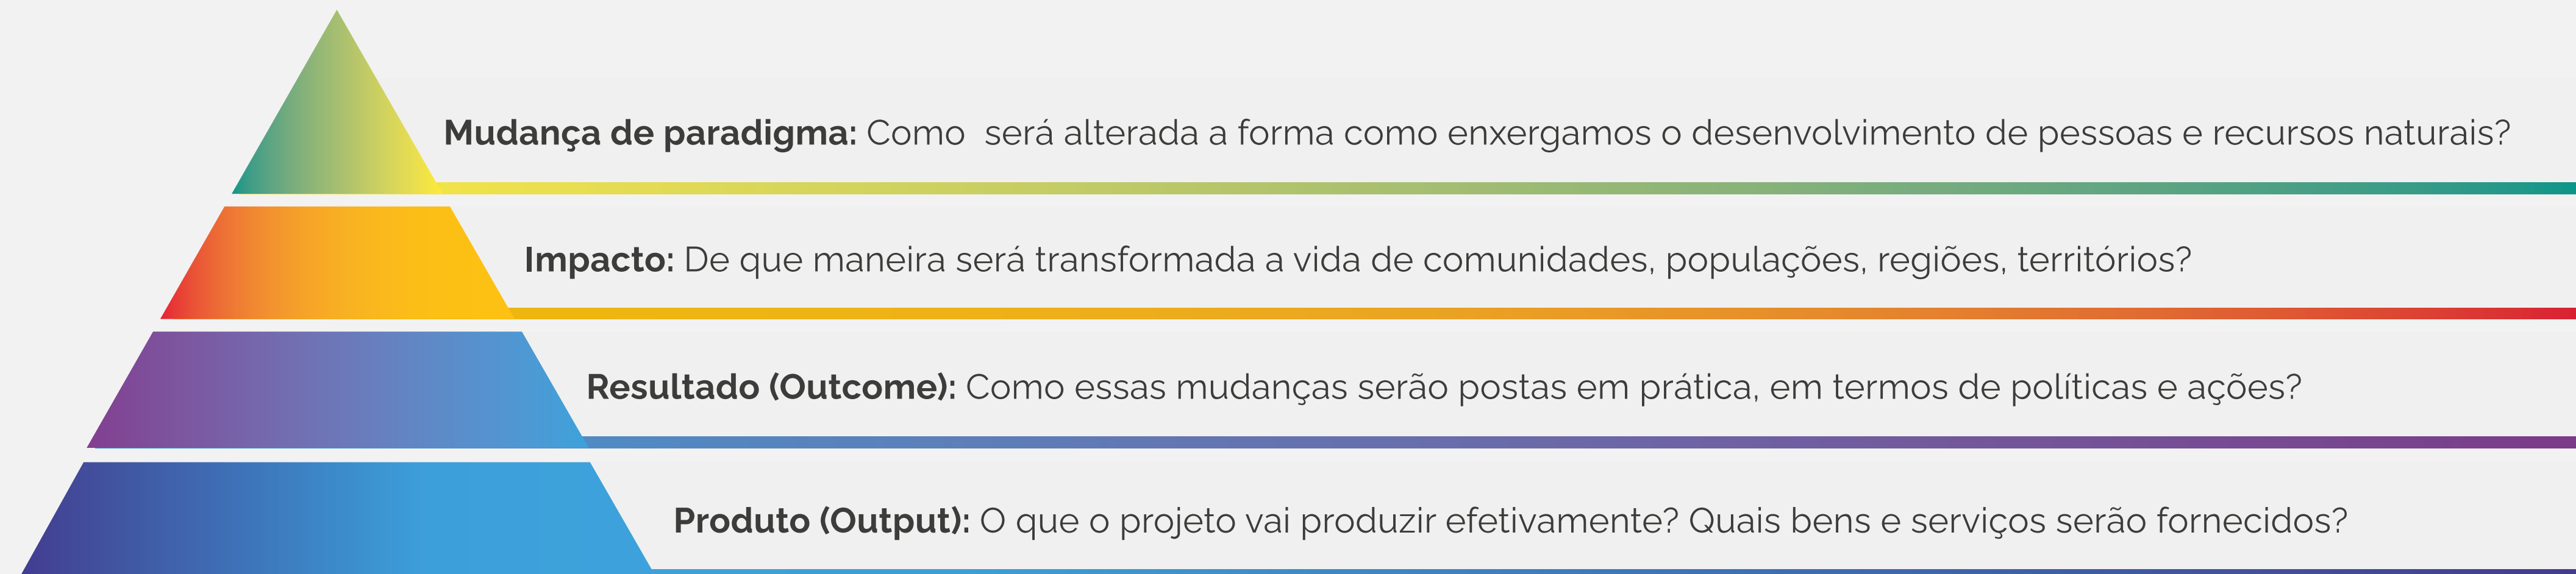 Mudança de paradigma: Como  será alterada a forma como enxergamos o desenvolvimento de pessoas e recursos naturais?
Impacto: De que maneira será transformada a vida de comunidades, populações, regiões, territórios?
Resultado (Outcome): Como essas mudanças serão postas em prática, em termos de políticas e ações?
Produto (Output): O que o projeto vai produzir efetivamente? Quais bens e serviços serão fornecidos?